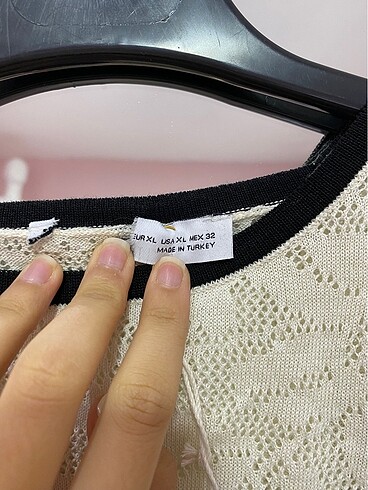 EUR XL USA XL MEX 32
MADE IN TURKEY